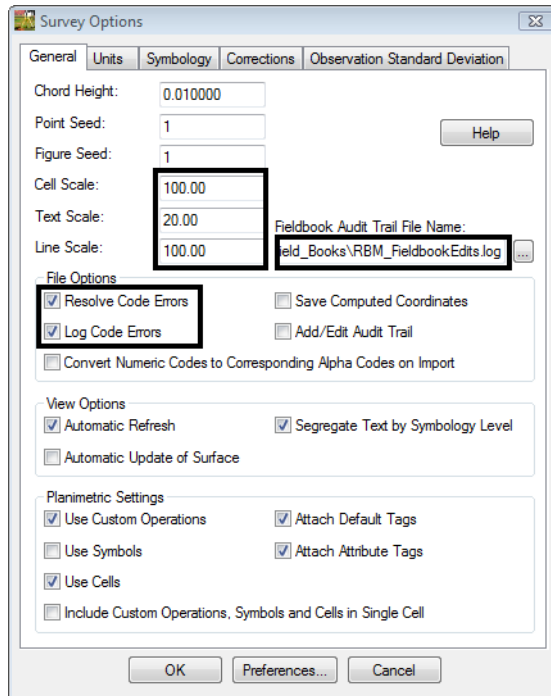 Survey Options
General Units Symbology Corrections Observation Standard Deviation
Chord Height: 0.010000
Point Seed: 1
Help
Figure Seed: 1
Cell Scale: 100.00
Text Scale: 20.00
Fieldbook Audit Trail File Name:
Line Scale: 100.00 ield_Books\RBM_FieldbookEdits.log ...
File Options
Resolve Code Errors Save Computed Coordinates
Log Code Errors Add/Edit Audit Trail
Convert Numeric Codes to Corresponding Alpha Codes on Import
View Options
Automatic Refresh Segregate Text by Symbology Level
Automatic Update of Surface
Planimetric Settings
Use Custom Operations Attach Default Tags
Use Symbols Attach Attribute Tags
Use Cells
Include Custom Operations, Symbols and Cells in Single Cell
OK Preferences... Cancel